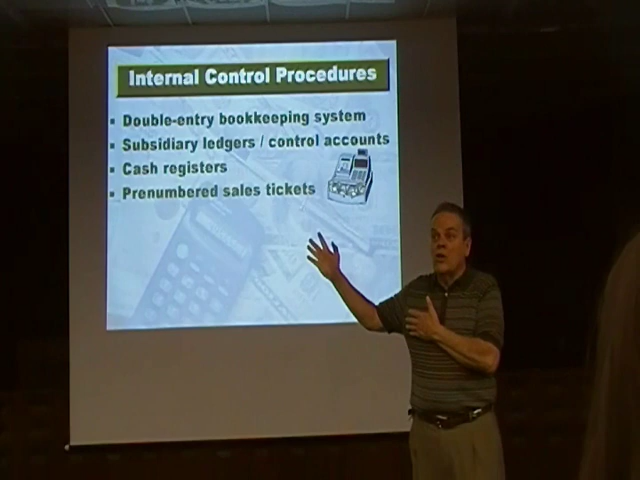 Internal Control Procedures
▪ Double-entry bookkeeping system
▪ Subsidiary ledgers / control accounts
▪ Cash registers
▪ Prenumbered sales tickets